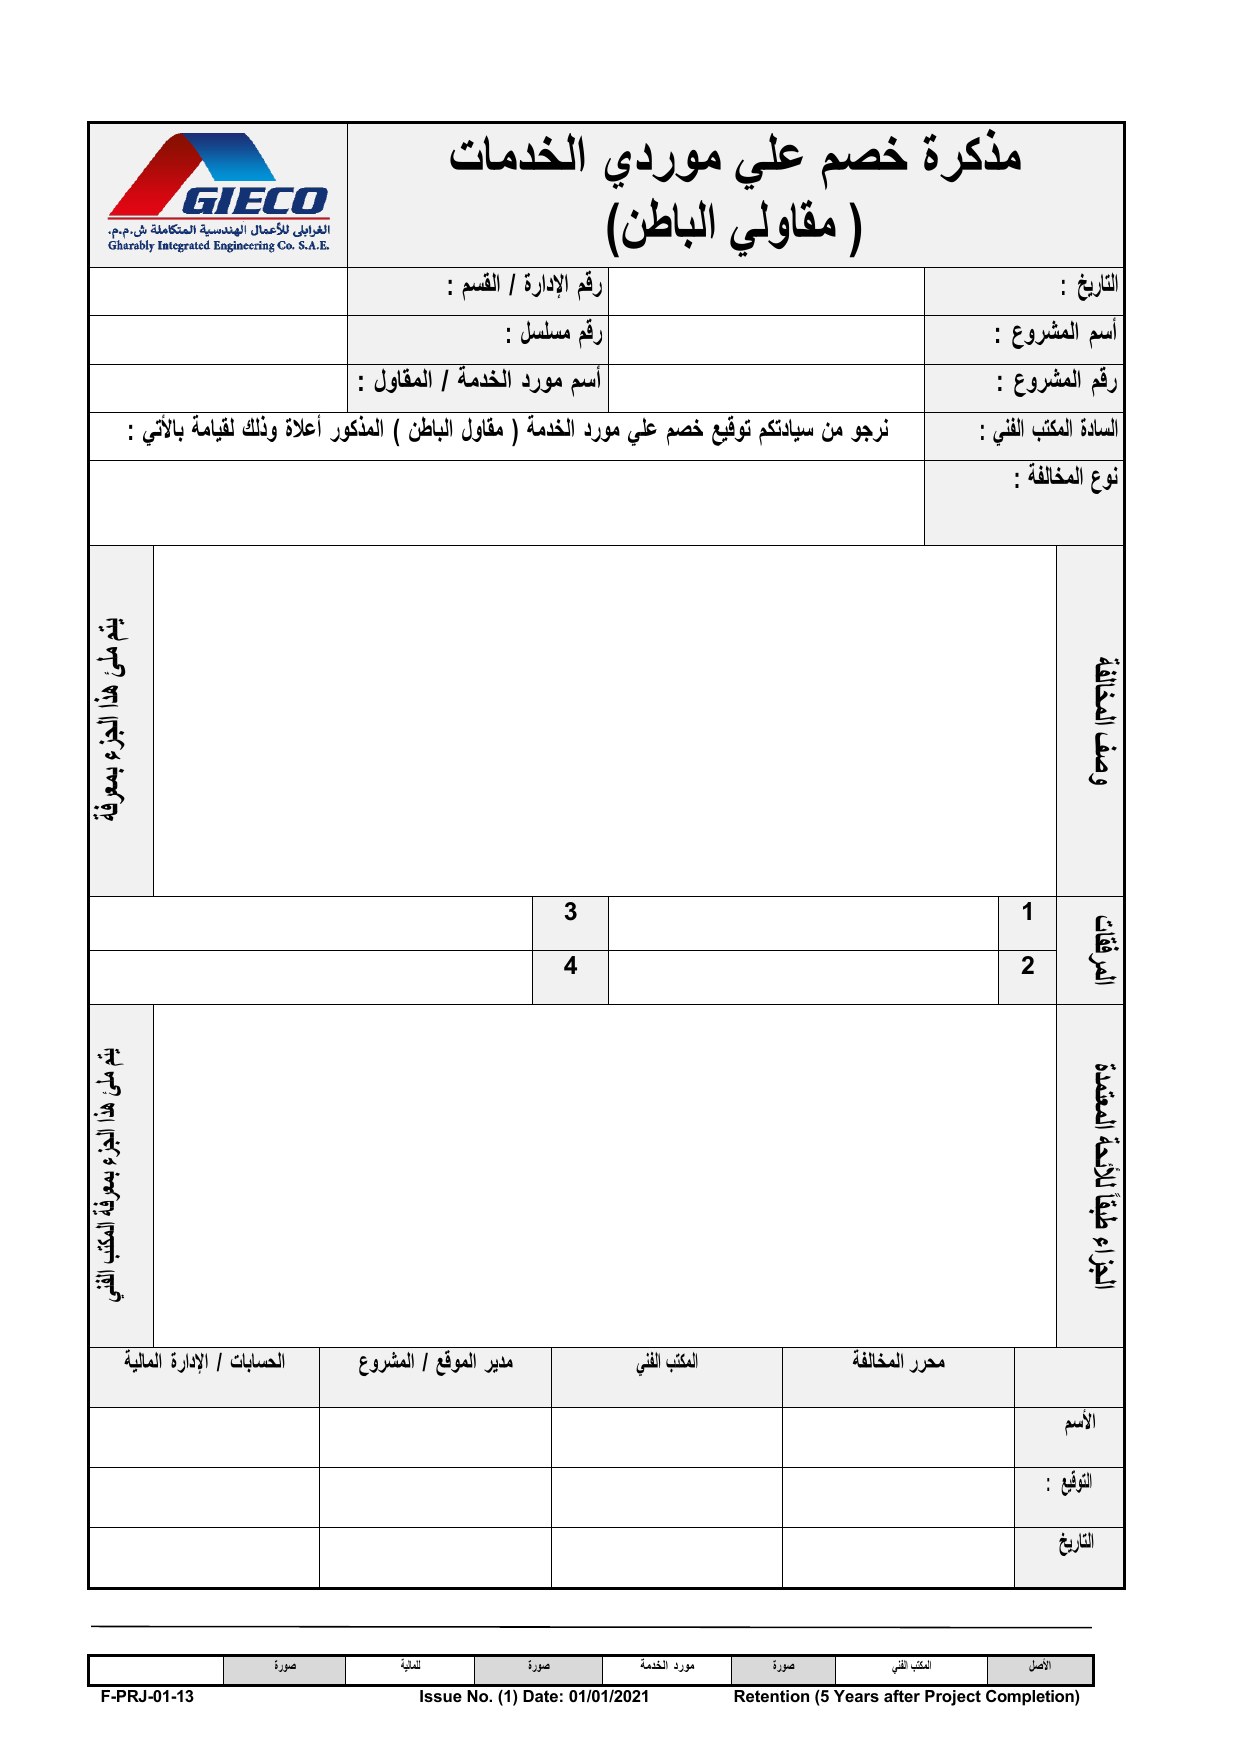 GIECO
الغرابلى للأعمال الهندسية المتكاملة ش.م.م.
Gharably Integrated Engineering Co. S.A.E.
مذكرة خصم علي موردي الخدمات
( مقاولي الباطن)
التاريخ :
رقم الإدارة / القسم :
أسم المشروع :
رقم مسلسل :
رقم المشروع :
أسم مورد الخدمة / المقاول :
السادة المكتب الفني :
نرجو من سيادتكم توقيع خصم علي مورد الخدمة ( مقاول الباطن ) المذكور أعلاة وذلك لقيامة بالأتي :
نوع المخالفة :
وصف المخالفة
يتم ملئ هذا الجزء بمعرفة
المرفقات
1
3
2
4
الجزاء طبقاً للأئحة المعتمدة
يتم ملئ هذا الجزء بمعرفة المكتب الفني
محرر المخالفة
المكتب الفني
مدير الموقع / المشروع
الحسابات / الإدارة المالية
الأسم
التوقيع :
التاريخ
الأصل
المكتب الفني
صورة
مورد الخدمة
صورة
للمالية
صورة
F-PRJ-01-13
Issue No. (1) Date: 01/01/2021
Retention (5 Years after Project Completion)